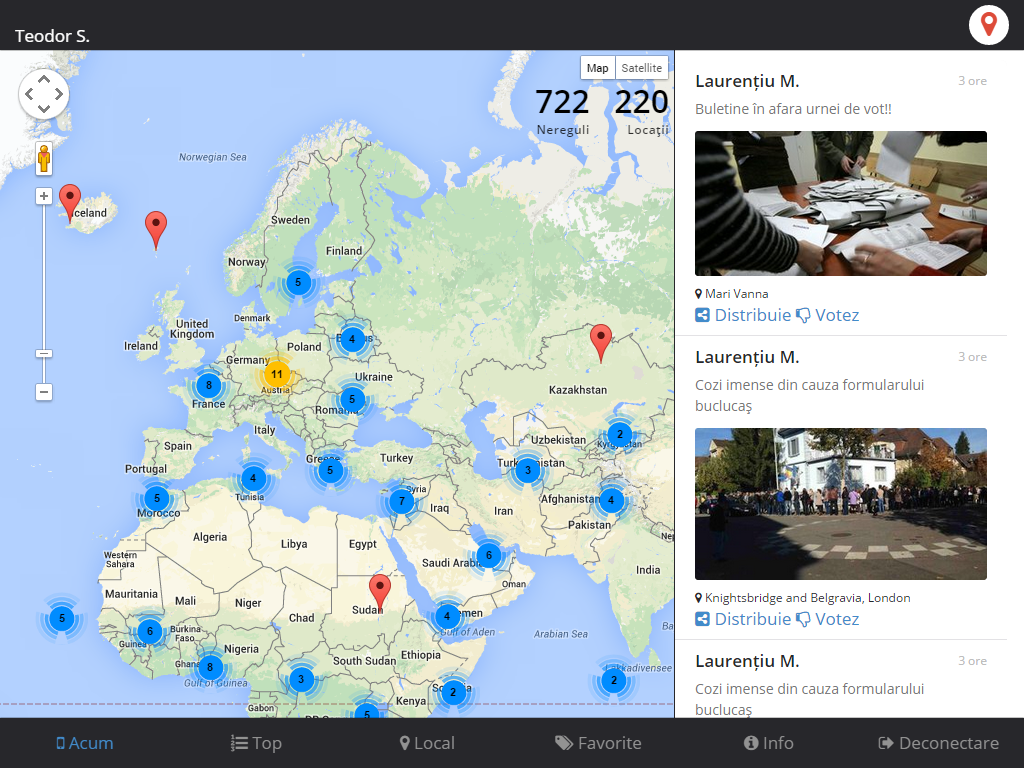 Teodor S.
Map Satellite
722 220
Nereguli Locații
Norwegian Sea
Iceland
Sweden
Finland
Norway
5
Denmark
United
Kingdom
Ireland
4
Poland
Germany
11
Austria
8
France
Ukraine
5
Kazakhstan
Italy
Uzbekistan
2
Kyrgyzstan
Spain
Portugal
Greece
5
Turkey
3
4
Tunisia
5
Morocco
7
Syria
Iraq
Iran
Afghanistan
4
Pakistan
Algeria
Libya
Egypt
6
Saudi Arabia
Western
Sahara
Oman
India
Mauritania
Mali
Niger
Chad
Sudan
4
Yemen
Gulf of Aden
Arabian Sea
5
6
Guinea
Burkina
Faso
Nigeria
Ghana
8
Gulf of Guinea
3
South Sudan
Ethiopia
Lakkadivensee
2
2
Kenya
Gabon
5
Laurențiu M. 3 ore
Buletine în afara urnei de vot!!
Mari Vanna
Distribuie Votez
Laurențiu M. 3 ore
Cozi imense din cauza formularului
buclucaș
Knightsbridge and Belgravia, London
Distribuie Votez
Laurențiu M. 3 ore
Cozi imense din cauza formularului
buclucaș
Acum Top Local Favorite Info Deconectare